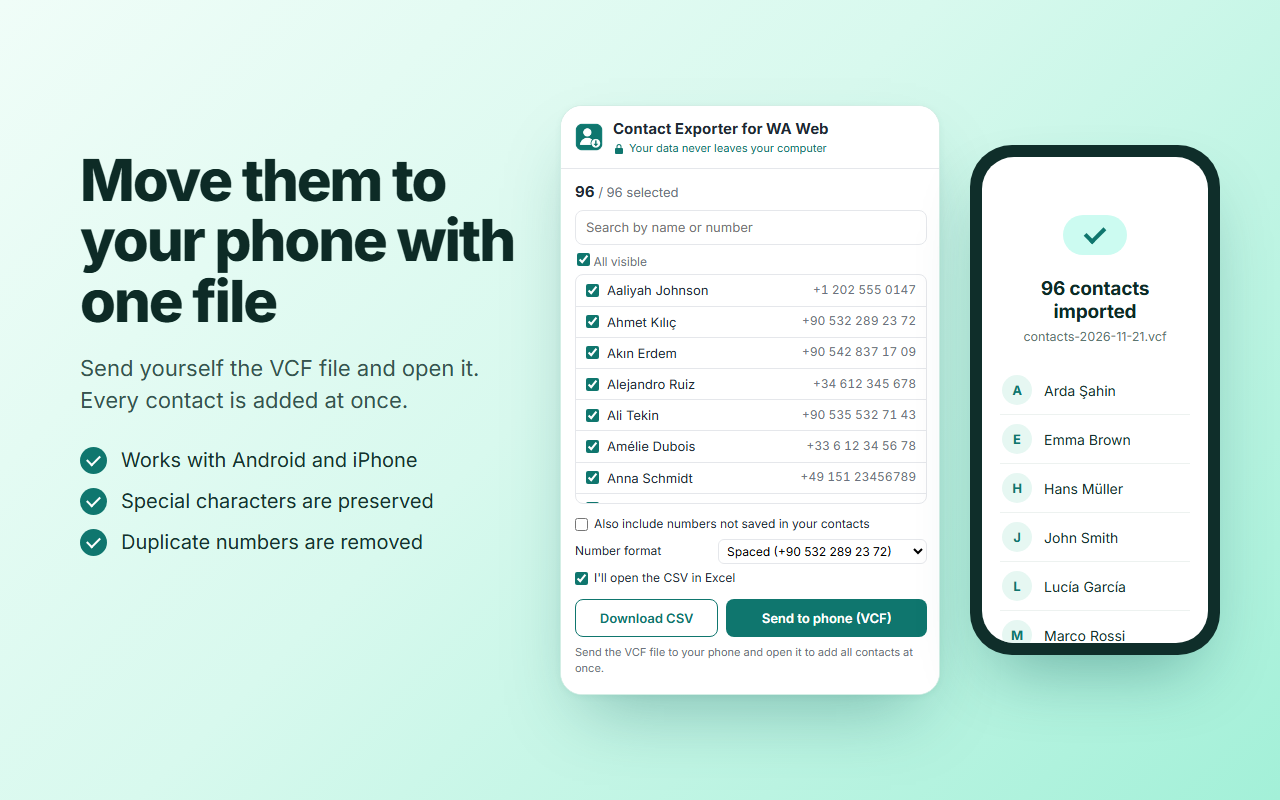 Move them to
your phone with
one file
Send yourself the VCF file and open it.
Every contact is added at once.
Works with Android and iPhone
Special characters are preserved
Duplicate numbers are removed
Contact Exporter for WA Web
Your data never leaves your computer
96 / 96 selected
Search by name or number
All visible
Aaliyah Johnson +1 202 555 0147
Ahmet Kılıç +90 532 289 23 72
Akın Erdem +90 542 837 17 09
Alejandro Ruiz +34 612 345 678
Ali Tekin +90 535 532 71 43
Amélie Dubois +33 6 12 34 56 78
Anna Schmidt +49 151 23456789
Also include numbers not saved in your contacts
Number format Spaced (+90 532 289 23 72)
I'll open the CSV in Excel
Download CSV Send to phone (VCF)
Send the VCF file to your phone and open it to add all contacts at
once.
96 contacts
imported
contacts-2026-11-21.vcf
A Arda Şahin
E Emma Brown
H Hans Müller
J John Smith
L Lucía García
M Marco Rossi